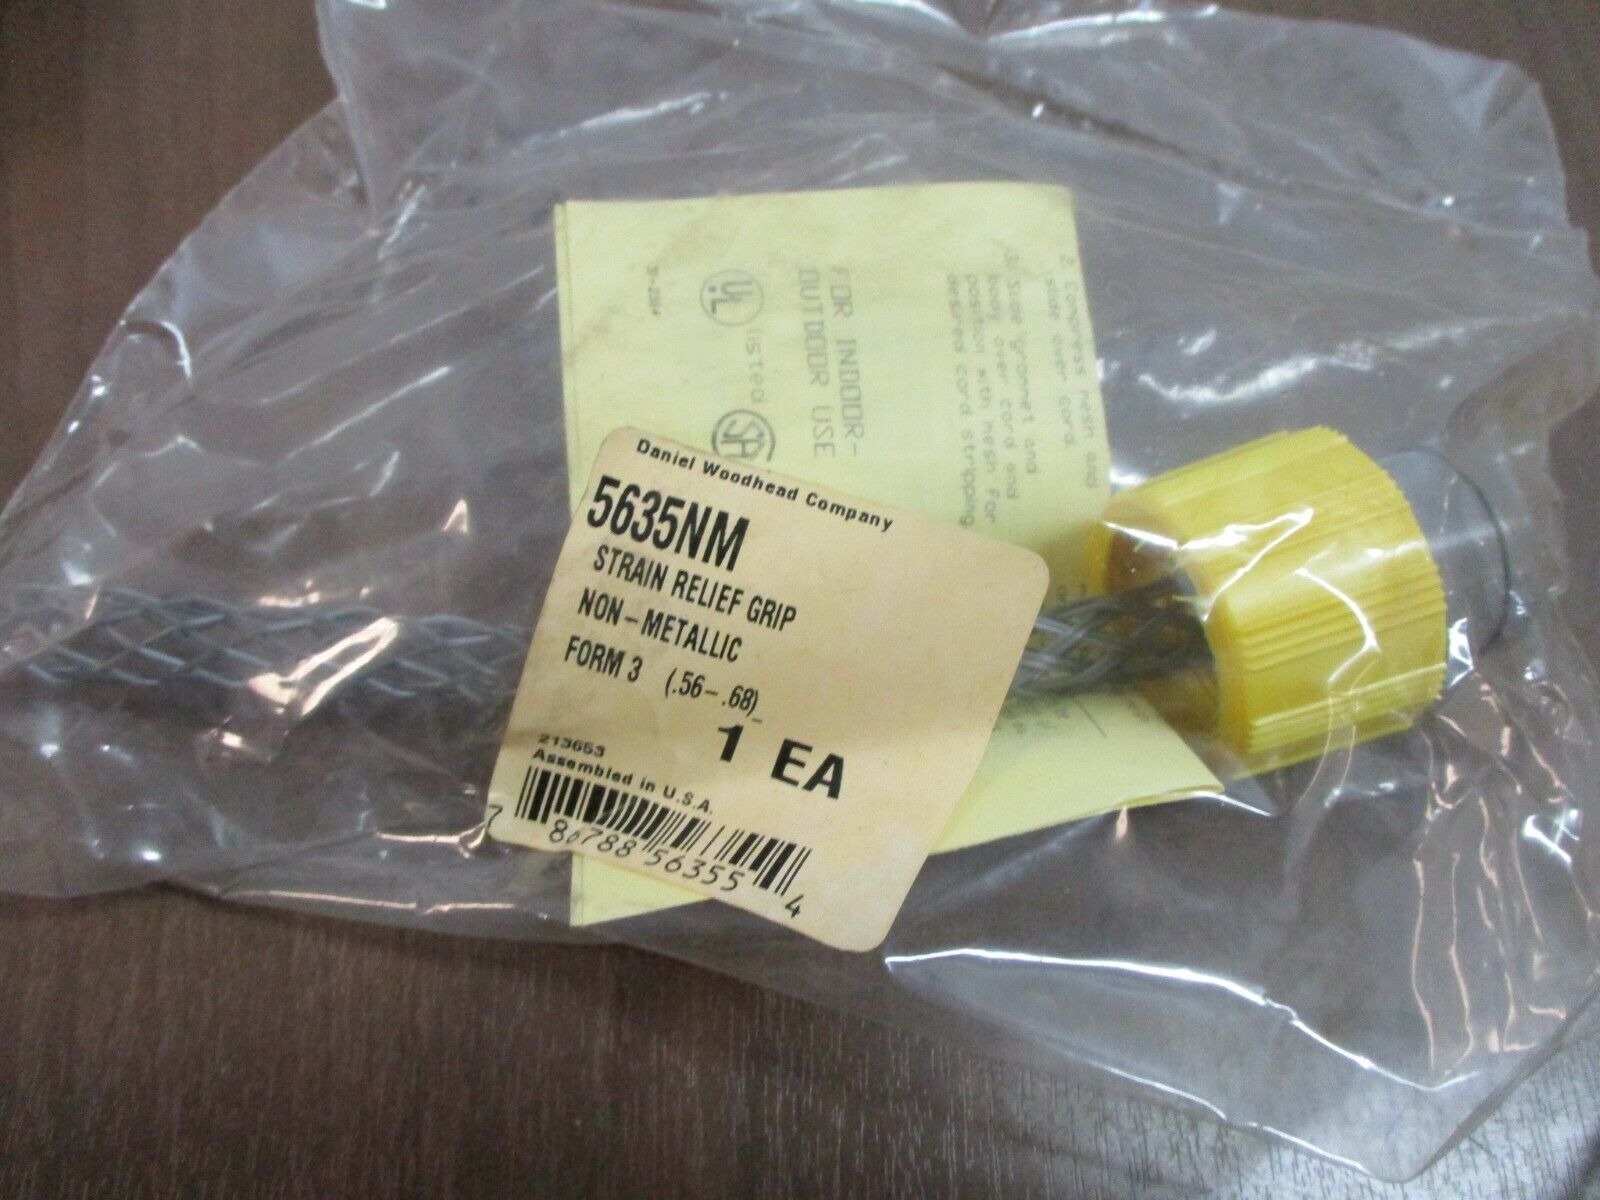 Daniel Woodhead Company
5635NM
STRAIN RELIEF GRIP
NON-METALLIC
FORM 3 (.56-.68)
1 EA
213653
Assembled in U.S.A.
7 86788 56355 4
2. Compress mesh and
slide over cord.
3. Slide grommet and
body over cord and
position with mesh for
desired cord stripping
FOR INDOOR-
OUTDOOR USE
UL listed